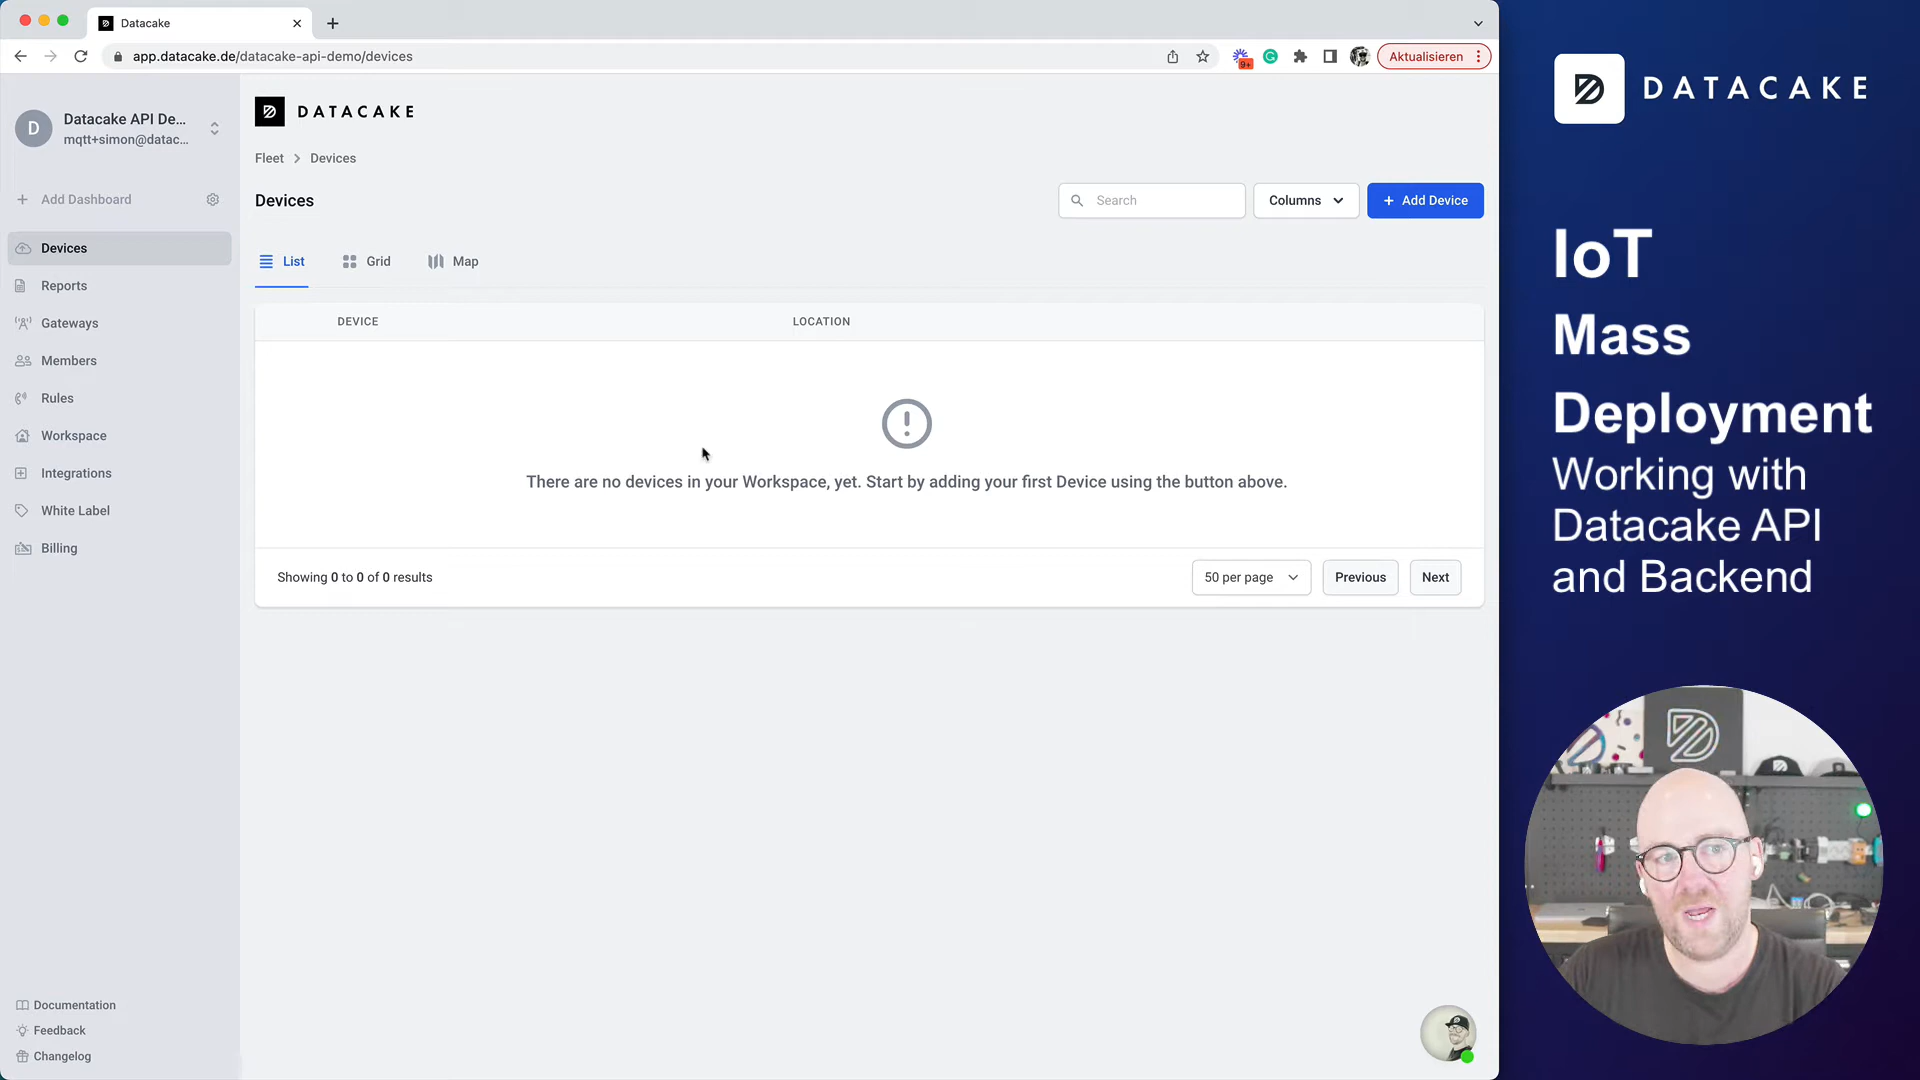 Datacake
app.datacake.de/datacake-api-demo/devices
9+
Aktualisieren
D
Datacake API De...
mqtt+simon@datac...
Add Dashboard
Devices
Reports
Gateways
Members
Rules
Workspace
Integrations
White Label
Billing
Documentation
Feedback
Changelog
DATACAKE
Fleet
Devices
Devices
Search
Columns
+ Add Device
List
Grid
Map
DEVICE
LOCATION
There are no devices in your Workspace, yet. Start by adding your first Device using the button above.
Showing 0 to 0 of 0 results
50 per page
Previous
Next
DATACAKE
IoT
Mass
Deployment
Working with
Datacake API
and Backend